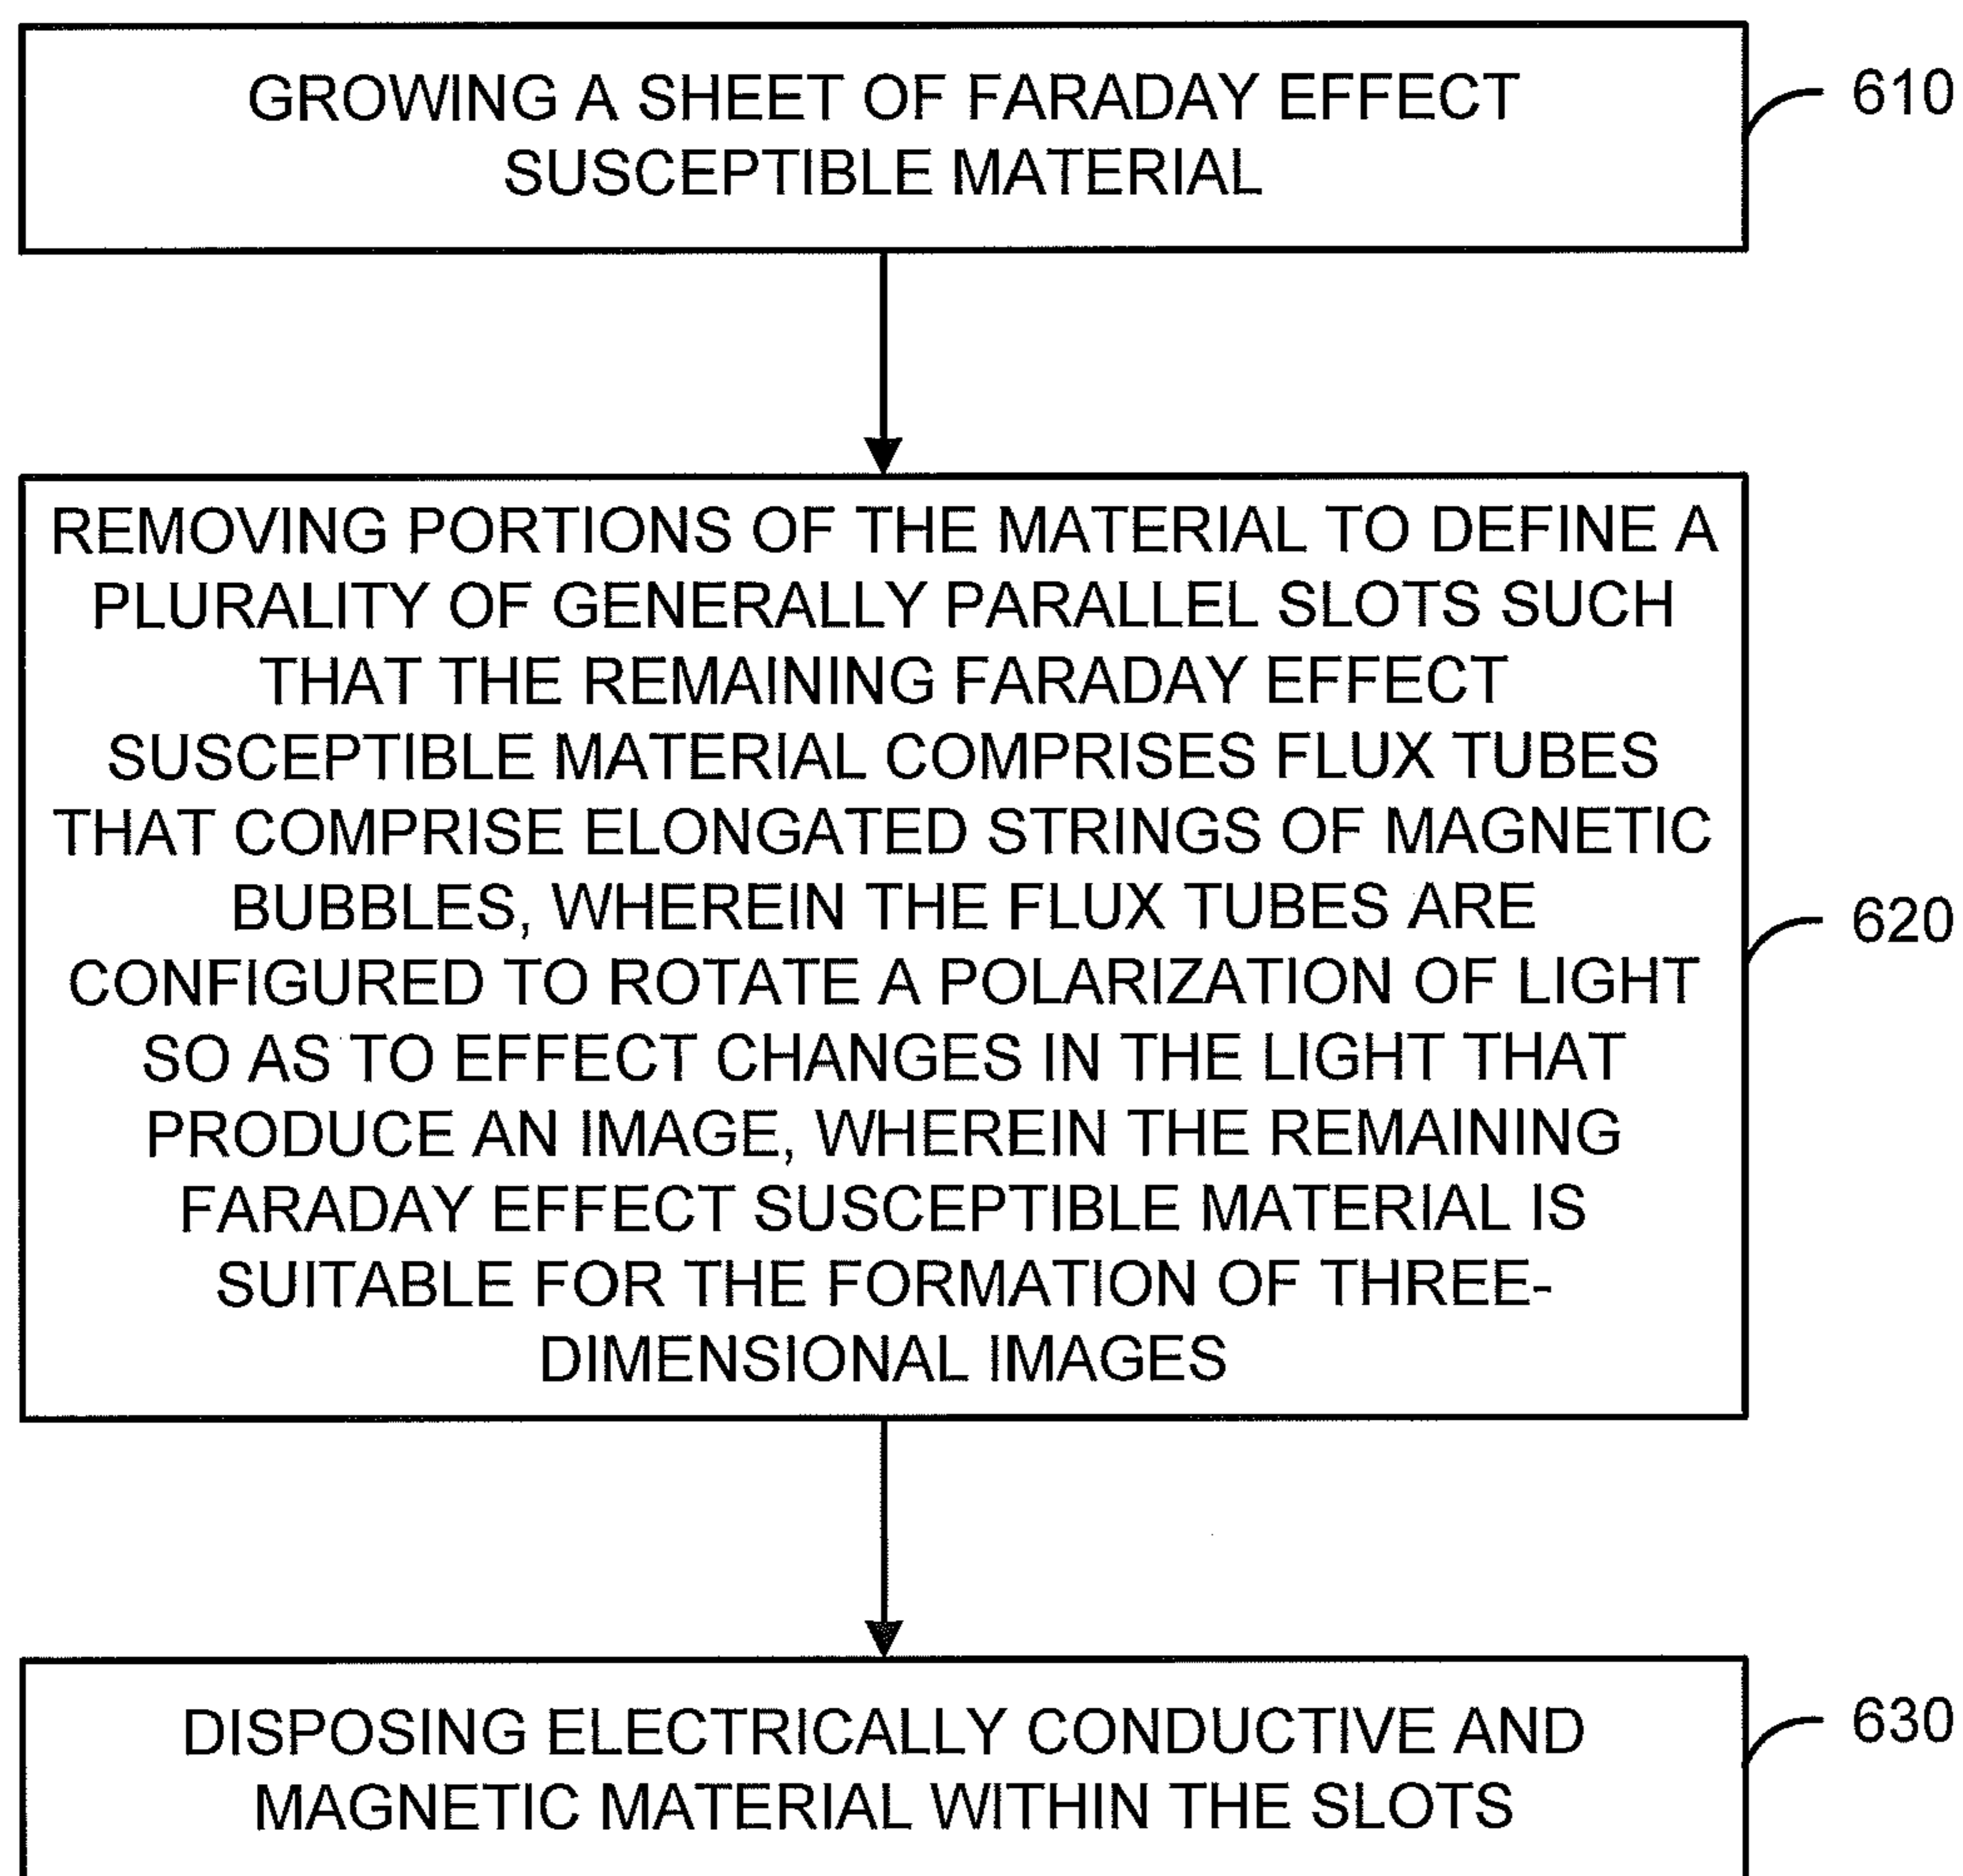 GROWING A SHEET OF FARADAY EFFECT
SUSCEPTIBLE MATERIAL
610
REMOVING PORTIONS OF THE MATERIAL TO DEFINE A
PLURALITY OF GENERALLY PARALLEL SLOTS SUCH
THAT THE REMAINING FARADAY EFFECT
SUSCEPTIBLE MATERIAL COMPRISES FLUX TUBES
THAT COMPRISE ELONGATED STRINGS OF MAGNETIC
BUBBLES, WHEREIN THE FLUX TUBES ARE
CONFIGURED TO ROTATE A POLARIZATION OF LIGHT
SO AS TO EFFECT CHANGES IN THE LIGHT THAT
PRODUCE AN IMAGE, WHEREIN THE REMAINING
FARADAY EFFECT SUSCEPTIBLE MATERIAL IS
SUITABLE FOR THE FORMATION OF THREE-
DIMENSIONAL IMAGES
620
DISPOSING ELECTRICALLY CONDUCTIVE AND
MAGNETIC MATERIAL WITHIN THE SLOTS
630